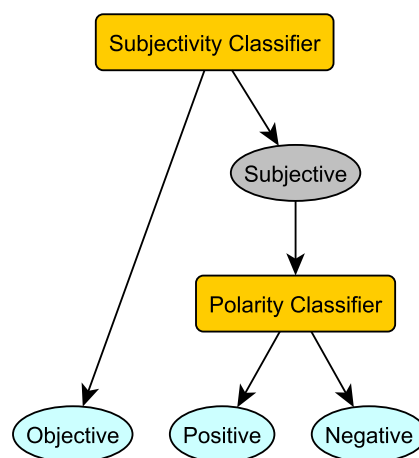 Subjectivity Classifier
Subjective
Polarity Classifier
Objective
Positive
Negative